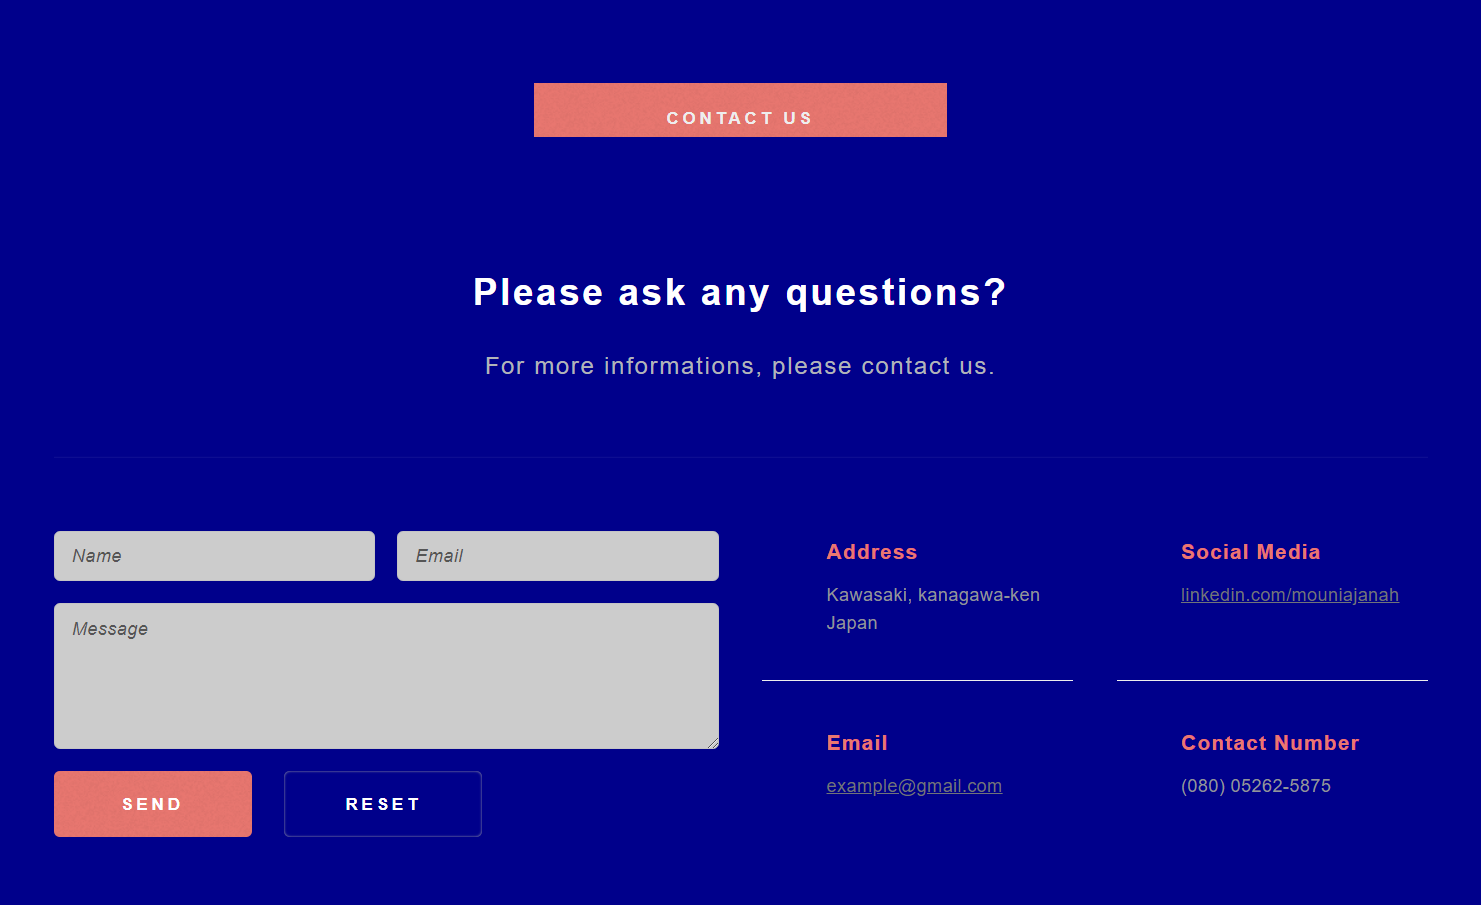 CONTACT US
Please ask any questions?
For more informations, please contact us.
Name
Email
Message
SEND
RESET
Address
Kawasaki, kanagawa-ken
Japan
Social Media
linkedin.com/mouniajanah
Email
example@gmail.com
Contact Number
(080) 05262-5875